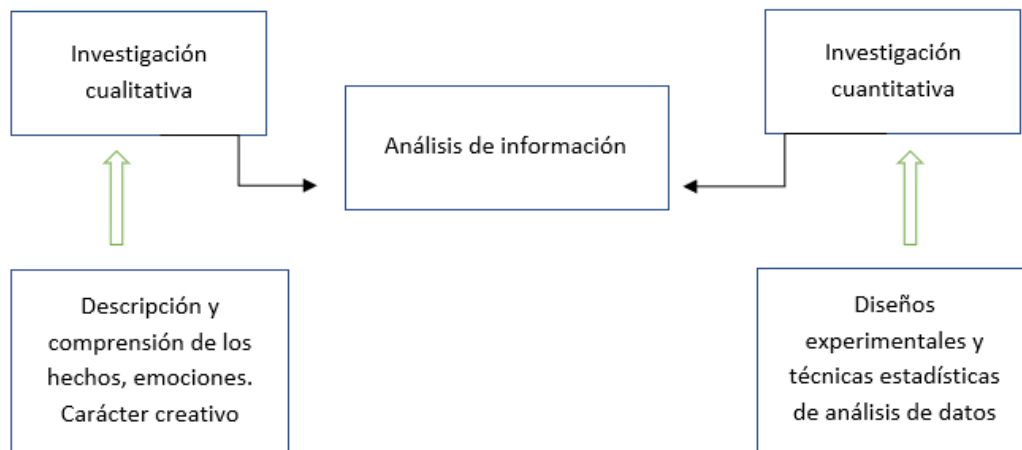 Investigación
cualitativa
Análisis de información
Investigación
cuantitativa
Descripción y
comprensión de los
hechos, emociones.
Carácter creativo
Diseños
experimentales y
técnicas estadísticas
de análisis de datos